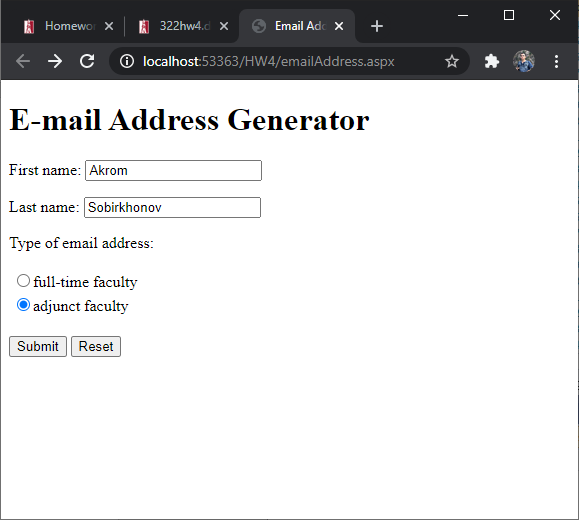 Homewor
322hw4.d
Email Add
localhost:53363/HW4/emailAddress.aspx
E-mail Address Generator
First name: Akrom
Last name: Sobirkhonov
Type of email address:
full-time faculty
adjunct faculty
Submit Reset